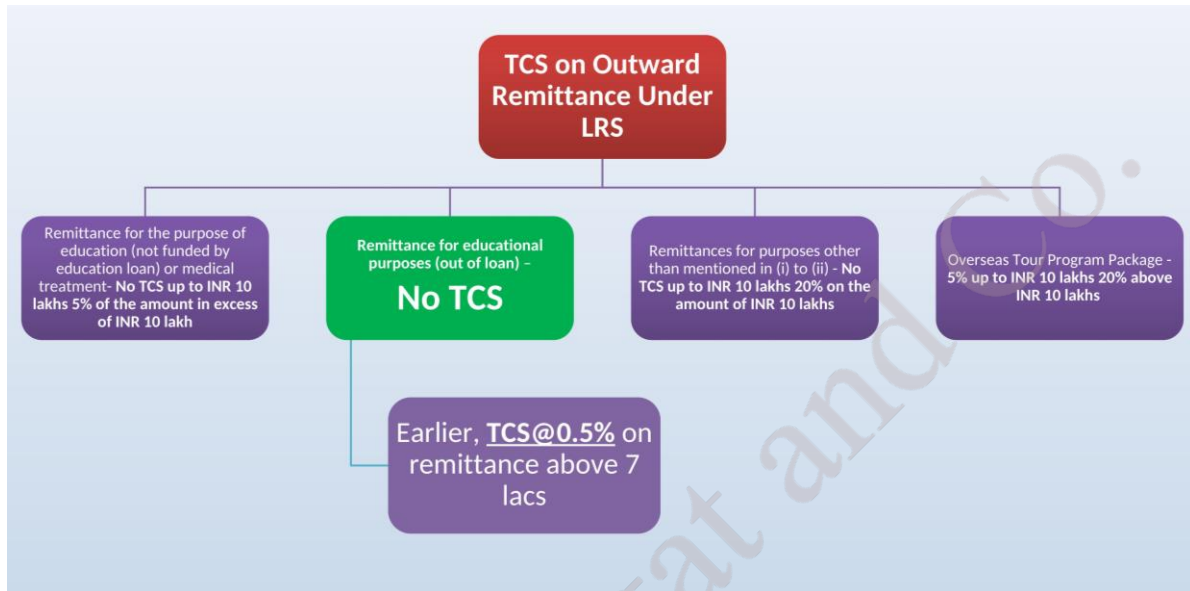 TCS on Outward
Remittance Under
LRS
Remittance for the purpose of
education (not funded by
education loan) or medical
treatment- No TCS up to INR 10
lakhs 5% of the amount in excess
of INR 10 lakh
Remittance for educational
purposes (out of loan) –
No TCS
Remittances for purposes other
than mentioned in (i) to (ii) - No
TCS up to INR 10 lakhs 20% on the
amount of INR 10 lakhs
Overseas Tour Program Package -
5% up to INR 10 lakhs 20% above
INR 10 lakhs
Earlier, TCS@0.5% on
remittance above 7
lacs
and Co.